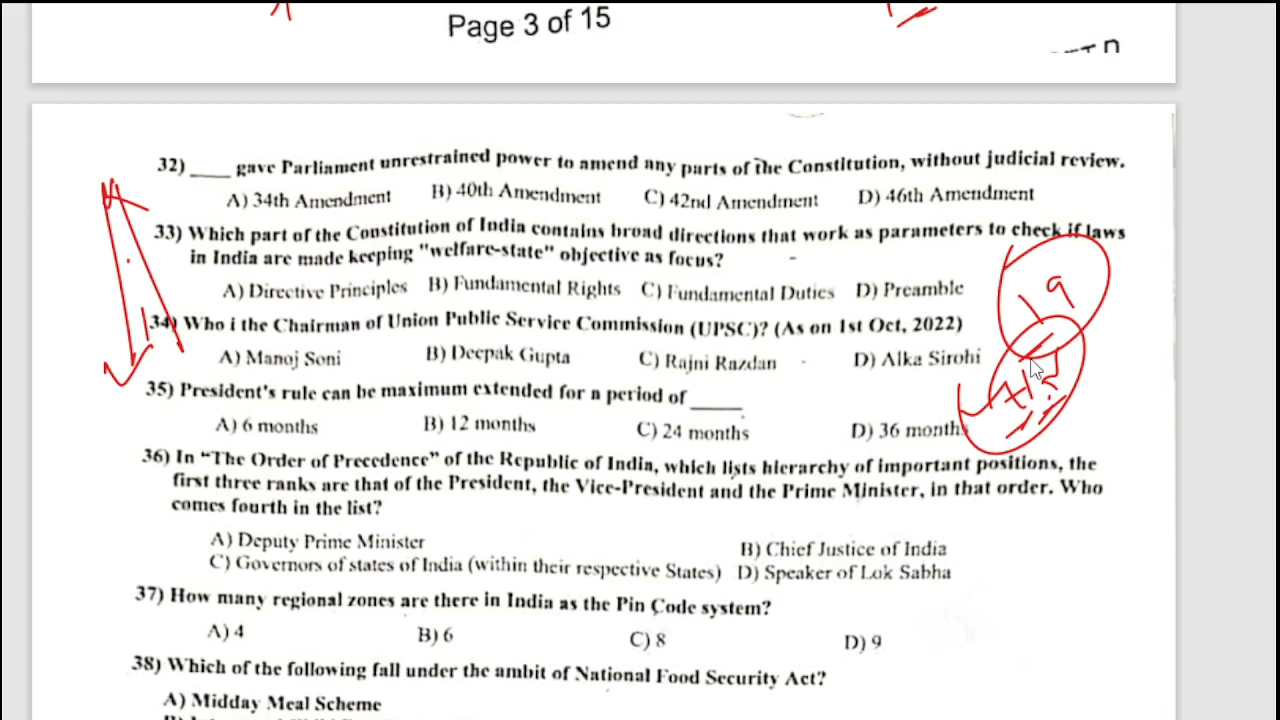 Page 3 of 15
32) ____ gave Parliament unrestrained power to amend any parts of the Constitution, without judicial review.
A) 34th Amendment B) 40th Amendment C) 42nd Amendment D) 46th Amendment
33) Which part of the Constitution of India contains broad directions that work as parameters to check if laws
in India are made keeping "welfare-state" objective as focus?
A) Directive Principles B) Fundamental Rights C) Fundamental Duties D) Preamble
19
34) Who i the Chairman of Union Public Service Commission (UPSC)? (As on 1st Oct, 2022)
A) Manoj Soni B) Deepak Gupta C) Rajni Razdan D) Alka Sirohi
35) President's rule can be maximum extended for a period of _____
A) 6 months B) 12 months C) 24 months D) 36 months
36) In “The Order of Precedence” of the Republic of India, which lists hierarchy of important positions, the
first three ranks are that of the President, the Vice-President and the Prime Minister, in that order. Who
comes fourth in the list?
A) Deputy Prime Minister B) Chief Justice of India
C) Governors of states of India (within their respective States) D) Speaker of Lok Sabha
37) How many regional zones are there in India as the Pin Code system?
A) 4 B) 6 C) 8 D) 9
38) Which of the following fall under the ambit of National Food Security Act?
A) Midday Meal Scheme